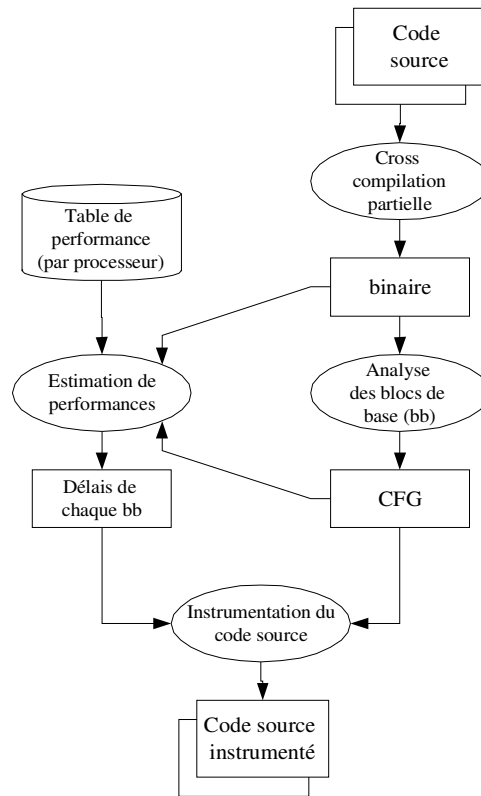 Code
source
Cross
compilation
partielle
Table de
performance
(par processeur)
binaire
Estimation de
performances
Analyse
des blocs de
base (bb)
Délais de
chaque bb
CFG
Instrumentation du
code source
Code source
instrumenté